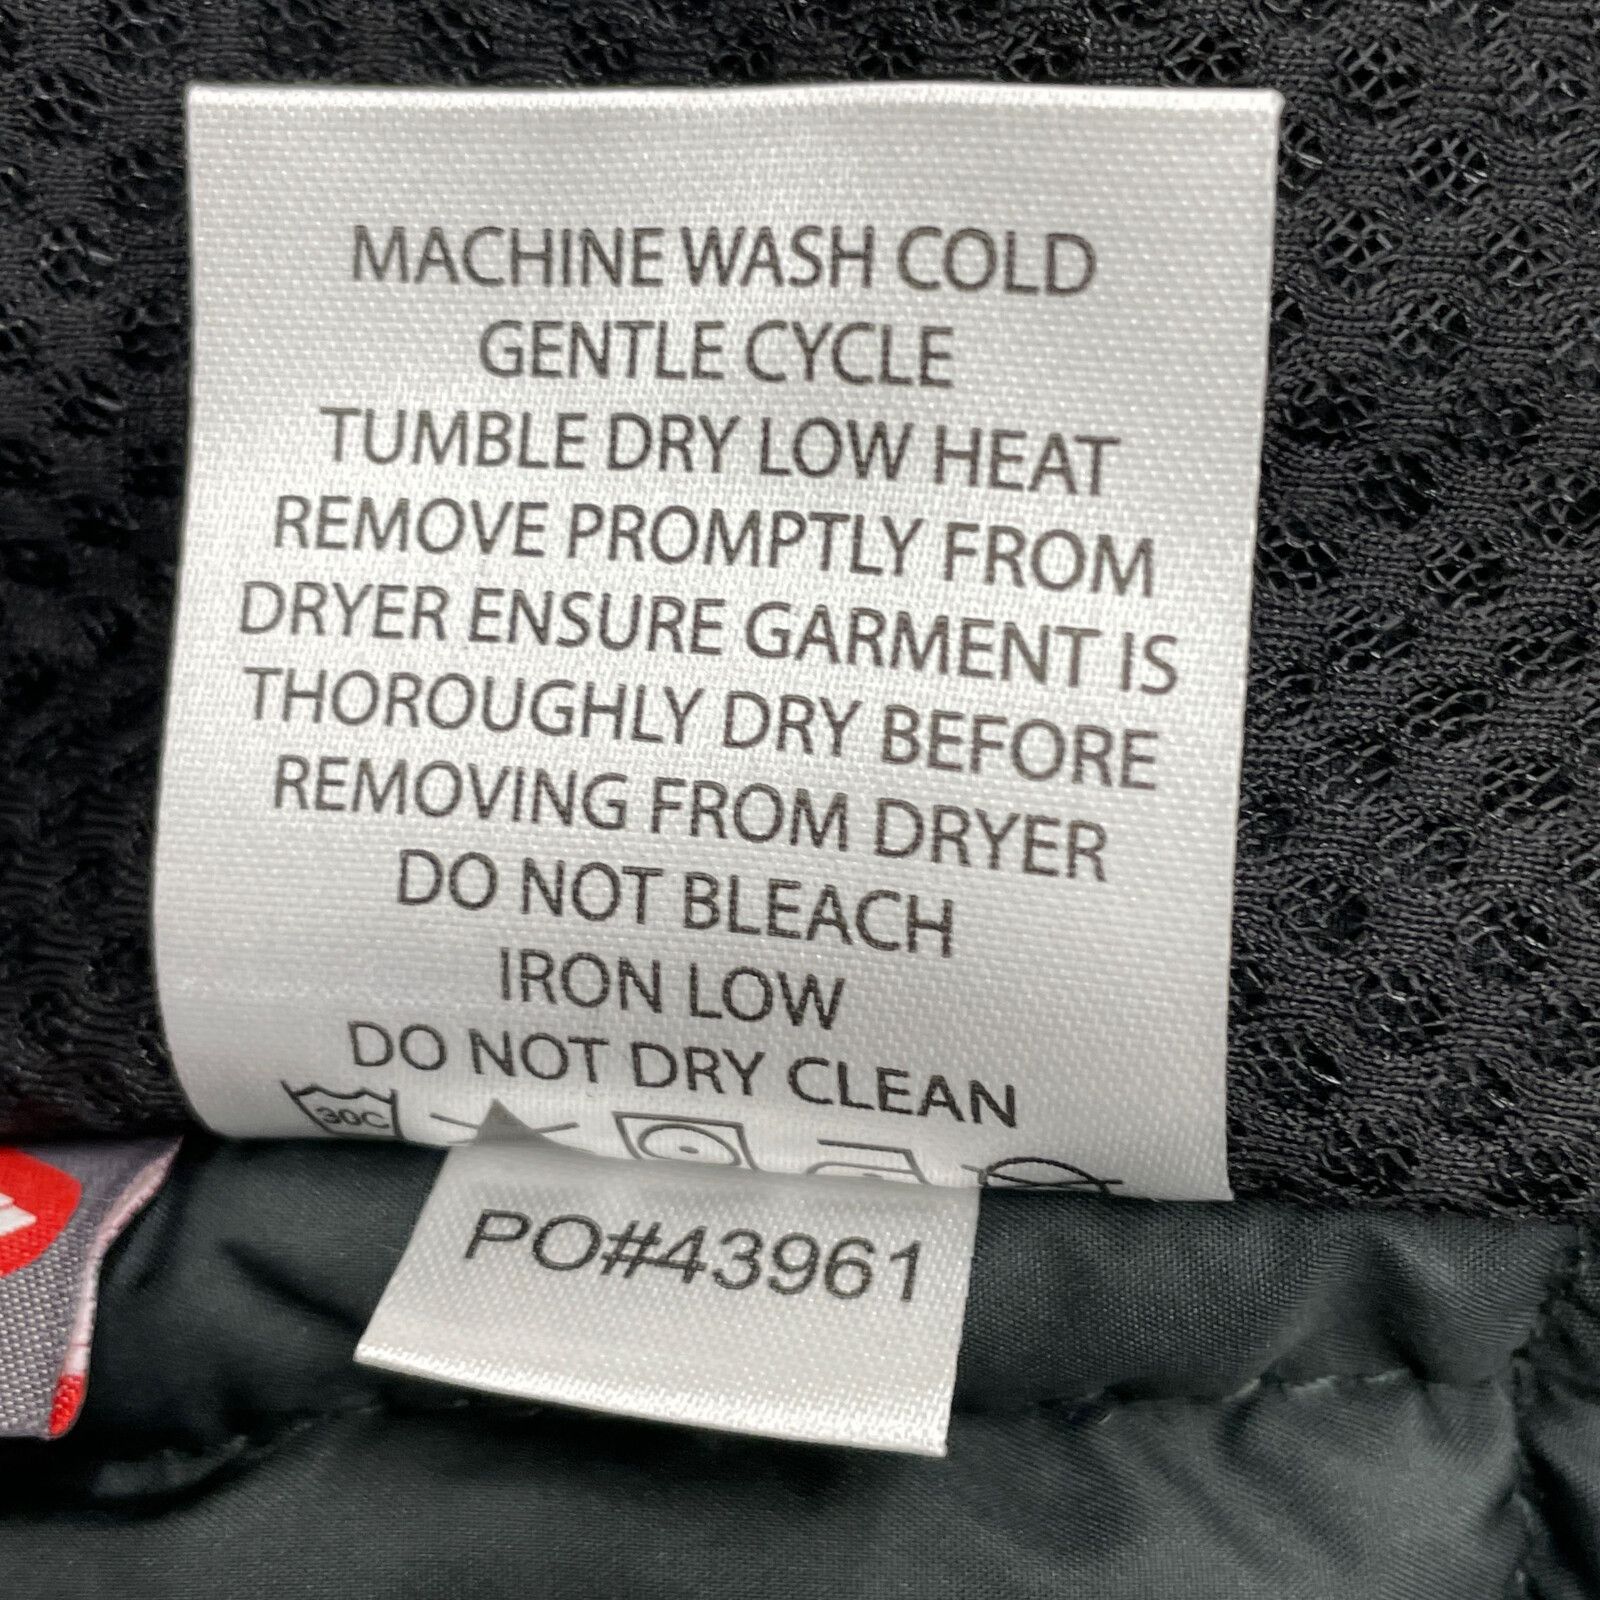 MACHINE WASH COLD
GENTLE CYCLE
TUMBLE DRY LOW HEAT
REMOVE PROMPTLY FROM
DRYER ENSURE GARMENT IS
THOROUGHLY DRY BEFORE
REMOVING FROM DRYER
DO NOT BLEACH
IRON LOW
DO NOT DRY CLEAN
30C
PO#43961